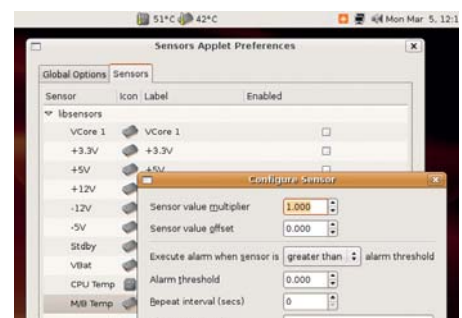 51°C 42°C Mon Mar 5, 12:1
Sensors Applet Preferences
Global Options Sensors
Sensor Icon Label Enabled
libsensors
VCore 1 VCore 1
+3.3V +3.3V
+5V +5V
Configure Sensor
+12V
-12V Sensor value multiplier 1.000
-5V Sensor value offset 0.000
Stdby
VBat Execute alarm when sensor is greater than alarm threshold
CPU Temp Alarm threshold 0.000
M/B Temp Repeat interval (secs) 0